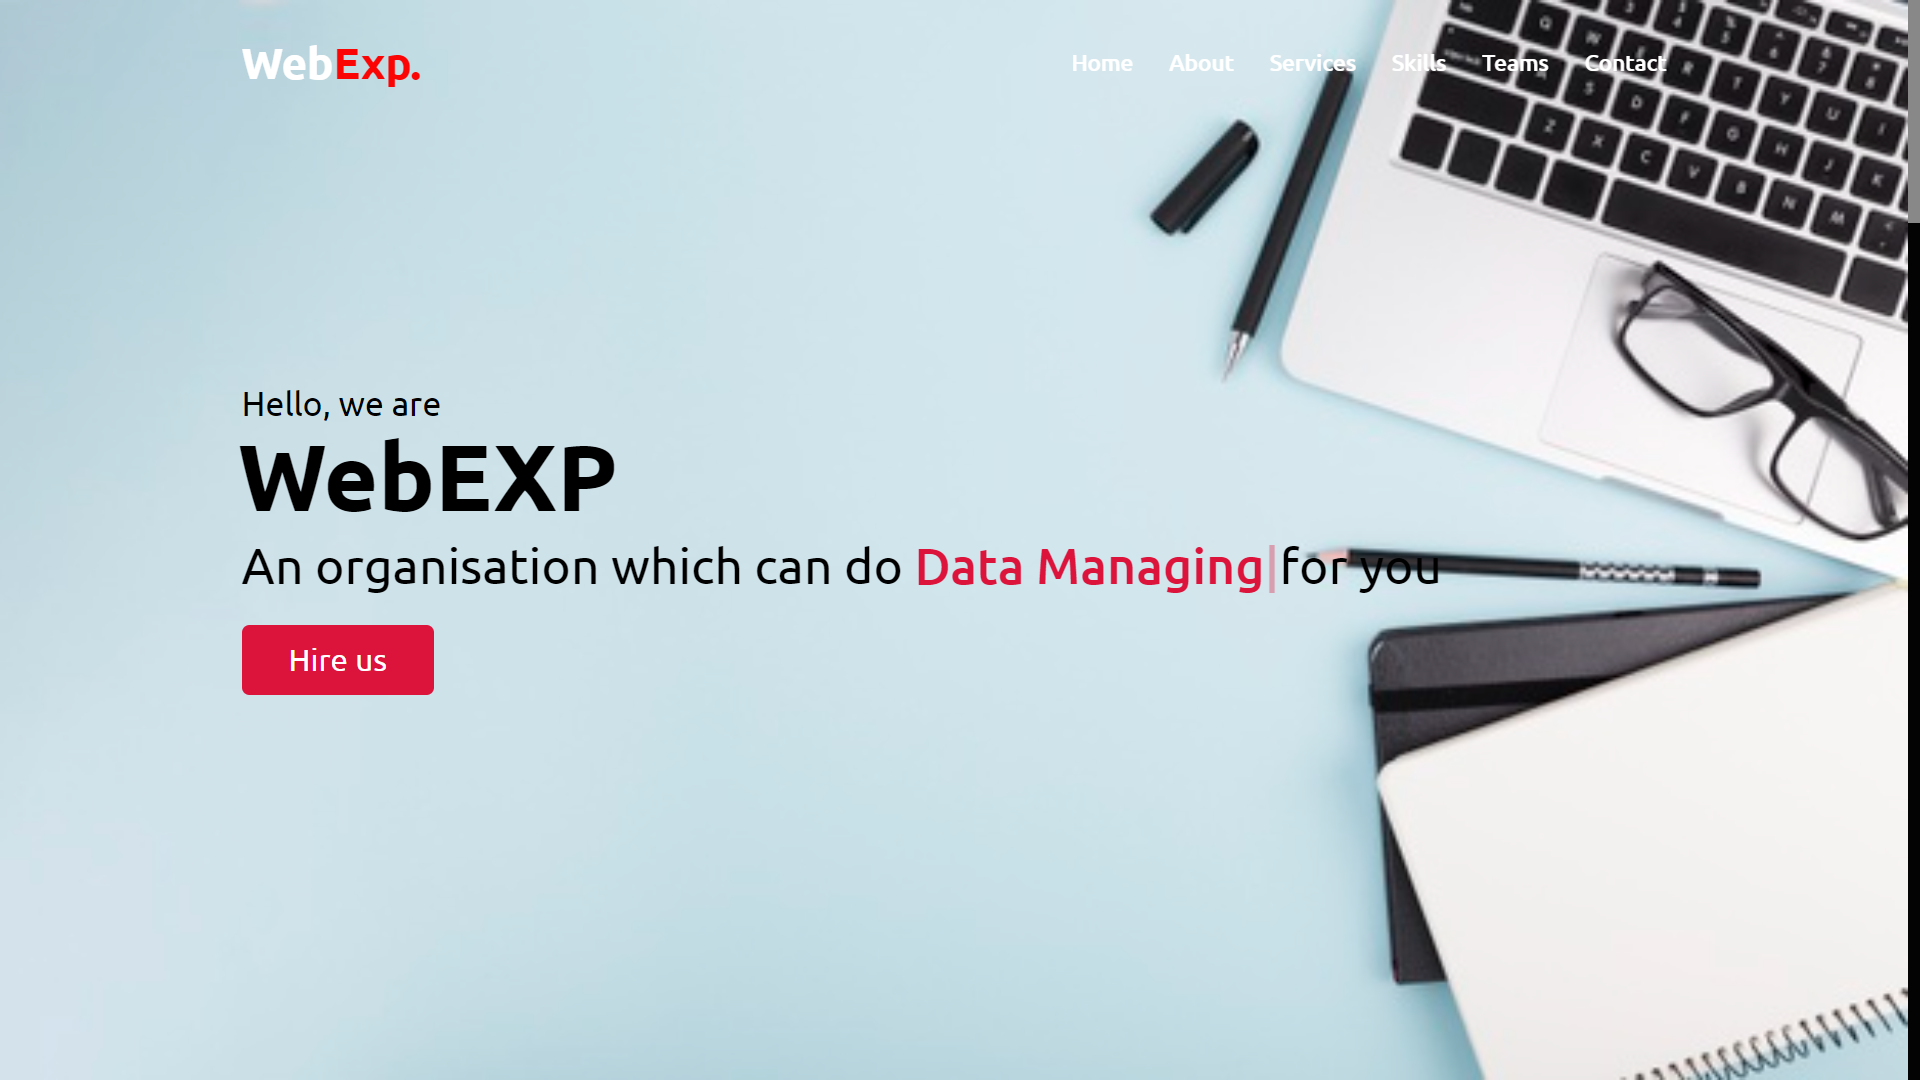 WebExp.
Home About Services Skills Teams Contact
Hello, we are
WebEXP
An organisation which can do Data Managing|for you
Hire us